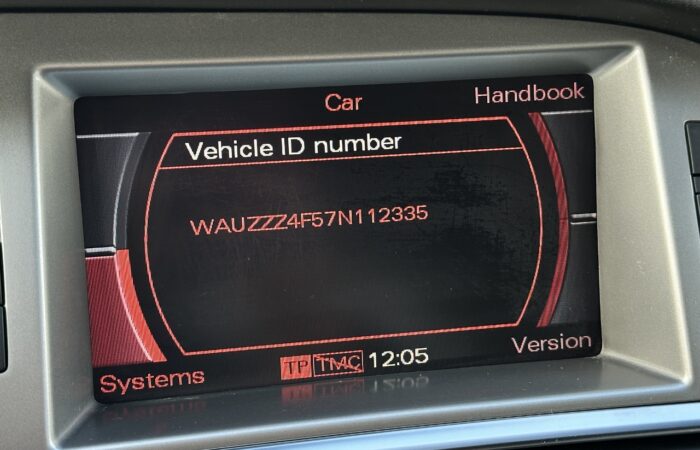 Car
Handbook
Vehicle ID number
WAUZZZ4F57N112335
Systems
TP TMC 12:05
Version